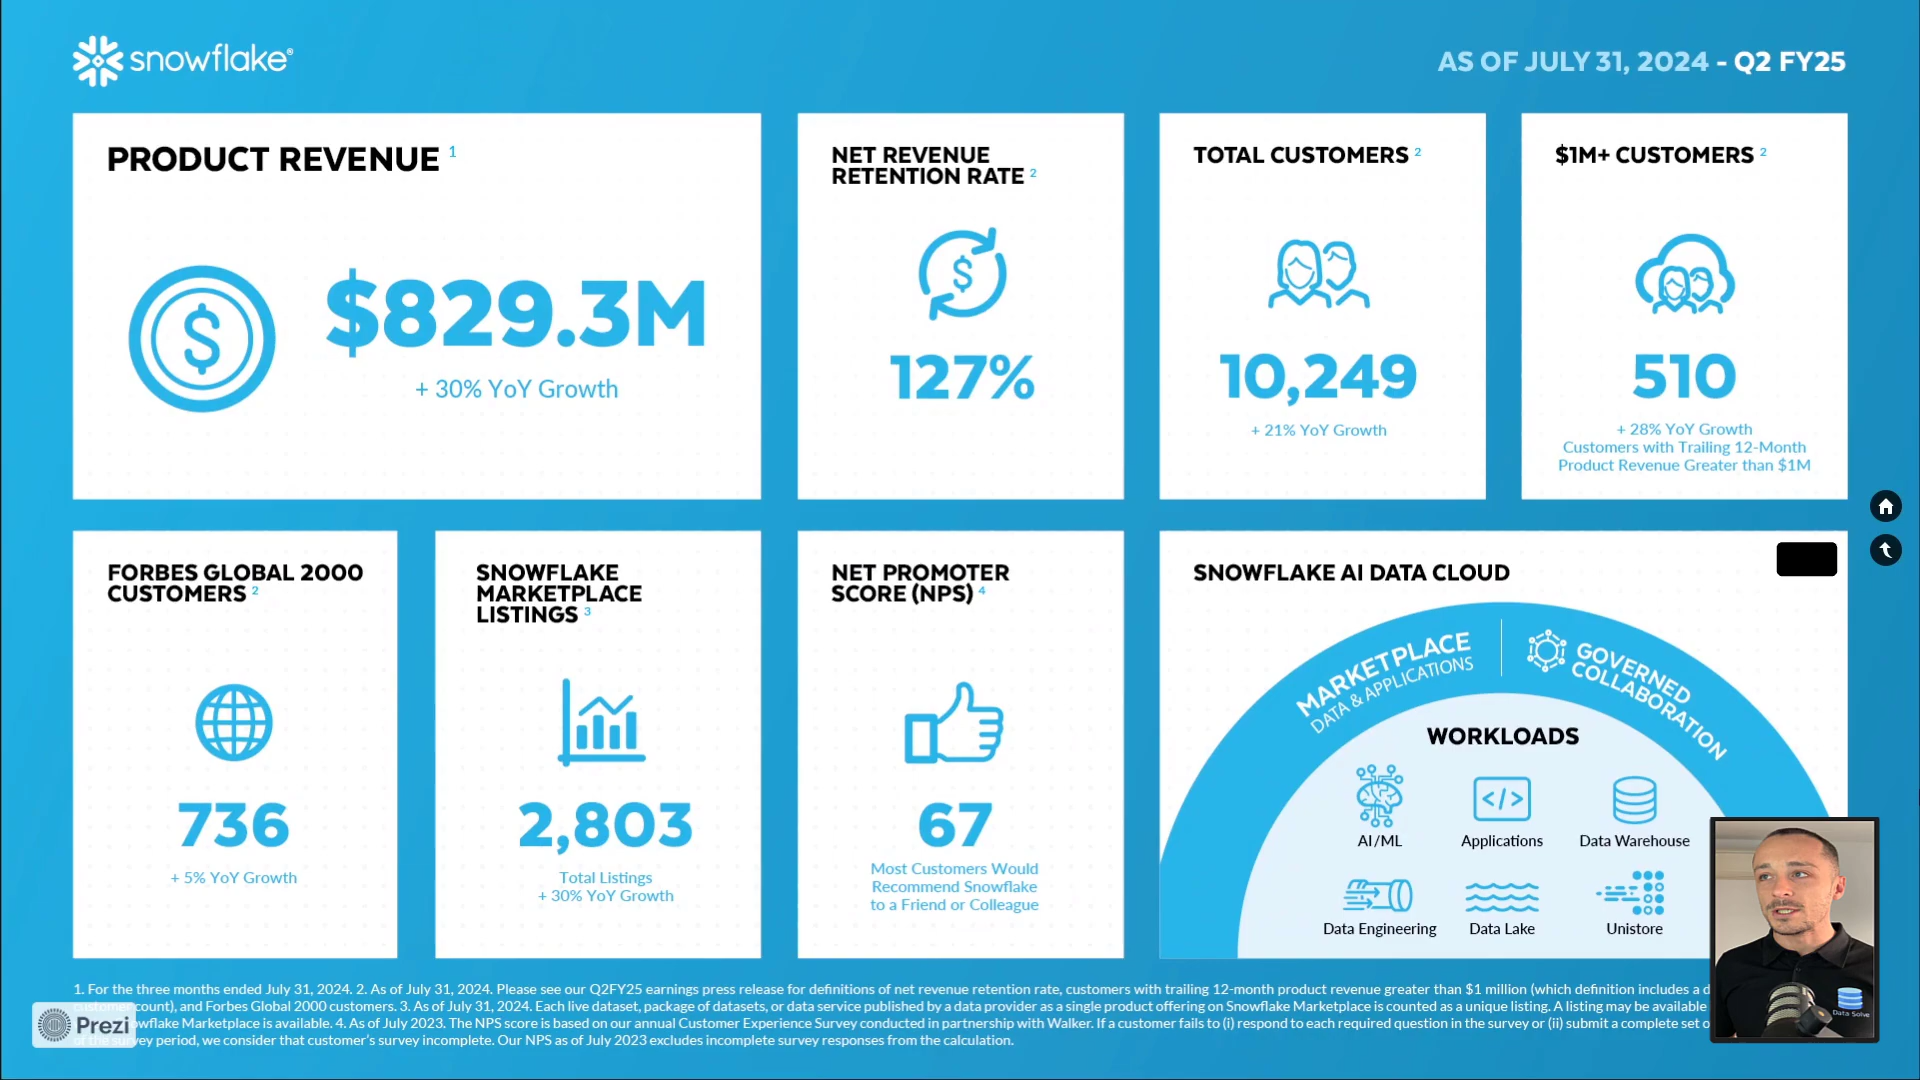 snowflake®
AS OF JULY 31, 2024 - Q2 FY25
PRODUCT REVENUE 1
$829.3M
+ 30% YoY Growth
NET REVENUE
RETENTION RATE 2
127%
TOTAL CUSTOMERS 2
10,249
+ 21% YoY Growth
$1M+ CUSTOMERS 2
510
+ 28% YoY Growth
Customers with Trailing 12-Month
Product Revenue Greater than $1M
FORBES GLOBAL 2000
CUSTOMERS 2
736
+ 5% YoY Growth
SNOWFLAKE
MARKETPLACE
LISTINGS 3
2,803
Total Listings
+ 30% YoY Growth
NET PROMOTER
SCORE (NPS) 4
67
Most Customers Would
Recommend Snowflake
to a Friend or Colleague
SNOWFLAKE AI DATA CLOUD
MARKETPLACE
DATA & APPLICATIONS
GOVERNED
COLLABORATION
WORKLOADS
AI/ML
Applications
Data Warehouse
Data Engineering
Data Lake
Unistore
1. For the three months ended July 31, 2024. 2. As of July 31, 2024. Please see our Q2FY25 earnings press release for definitions of net revenue retention rate, customers with trailing 12-month product revenue greater than $1 million (which definition includes a
customer count), and Forbes Global 2000 customers. 3. As of July 31, 2024. Each live dataset, package of datasets, or data service published by a data provider as a single product offering on Snowflake Marketplace is counted as a unique listing. A listing may be available
Marketplace is available. 4. As of July 2023. The NPS score is based on our annual Customer Experience Survey conducted in partnership with Walker. If a customer fails to (i) respond to each required question in the survey or (ii) submit a complete set
of the survey period, we consider that customer's survey incomplete. Our NPS as of July 2023 excludes incomplete survey responses from the calculation.
Prezi
Data Solve